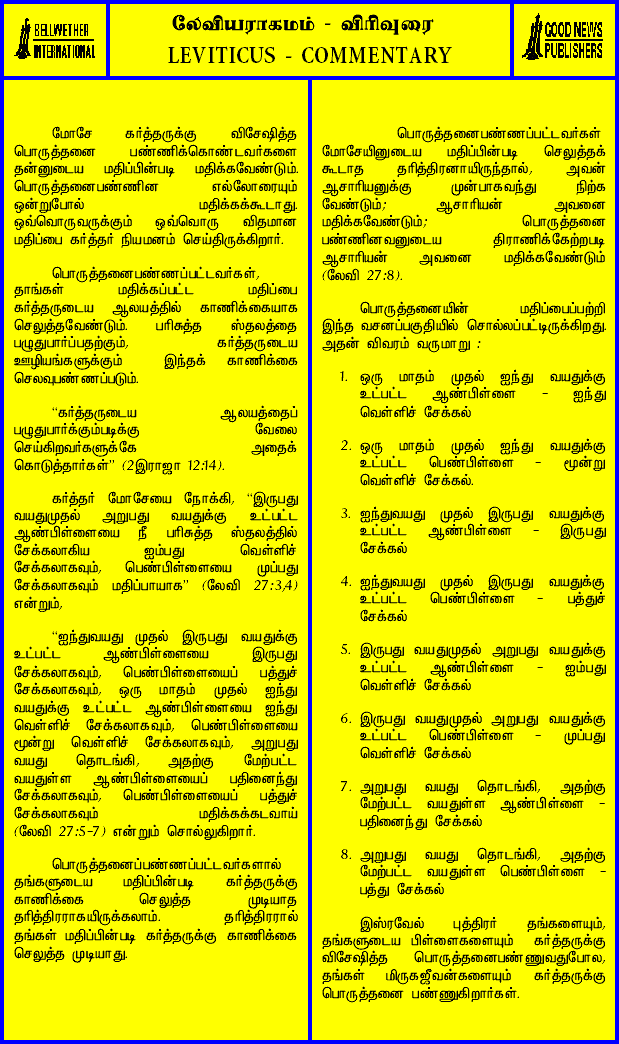 BELLWETHER
INTERNATIONAL
லேவியராகமம் - விரிவுரை
LEVITICUS - COMMENTARY
GOOD NEWS
PUBLISHERS
மோசே கர்த்தருக்கு விசேஷித்த
பொருத்தனை பண்ணிக்கொண்டவர்களை
தன்னுடைய மதிப்பின்படி மதிக்கவேண்டும்.
பொருத்தனைபண்ணின எல்லோரையும்
ஒன்றுபோல் மதிக்கக்கூடாது.
ஒவ்வொருவருக்கும் ஒவ்வொரு விதமான
மதிப்பை கர்த்தர் நியமனம் செய்திருக்கிறார்.
பொருத்தனைபண்ணப்பட்டவர்கள்,
தாங்கள் மதிக்கப்பட்ட மதிப்பை
கர்த்தருடைய ஆலயத்தில் காணிக்கையாக
செலுத்தவேண்டும். பரிசுத்த ஸ்தலத்தை
பழுதுபார்ப்பதற்கும், கர்த்தருடைய
ஊழியங்களுக்கும் இந்தக் காணிக்கை
செலவுபண்ணப்படும்.
“கர்த்தருடைய ஆலயத்தைப்
பழுதுபார்க்கும்படிக்கு வேலை
செய்கிறவர்களுக்கே அதைக்
கொடுத்தார்கள்” (2இராஜா 12:14).
கர்த்தர் மோசேயை நோக்கி, “இருபது
வயதுமுதல் அறுபது வயதுக்கு உட்பட்ட
ஆண்பிள்ளையை நீ பரிசுத்த ஸ்தலத்தில்
சேக்கலாகிய ஐம்பது வெள்ளிச்
சேக்கலாகவும், பெண்பிள்ளையை முப்பது
சேக்கலாகவும் மதிப்பாயாக” (லேவி 27:3,4)
என்றும்,
“ஐந்துவயது முதல் இருபது வயதுக்கு
உட்பட்ட ஆண்பிள்ளையை இருபது
சேக்கலாகவும், பெண்பிள்ளையைப் பத்துச்
சேக்கலாகவும், ஒரு மாதம் முதல் ஐந்து
வயதுக்கு உட்பட்ட ஆண்பிள்ளையை ஐந்து
வெள்ளிச் சேக்கலாகவும், பெண்பிள்ளையை
மூன்று வெள்ளிச் சேக்கலாகவும், அறுபது
வயது தொடங்கி, அதற்கு மேற்பட்ட
வயதுள்ள ஆண்பிள்ளையைப் பதினைந்து
சேக்கலாகவும், பெண்பிள்ளையைப் பத்துச்
சேக்கலாகவும் மதிக்கக்கடவாய்
(லேவி 27:5-7) என்றும் சொல்லுகிறார்.
பொருத்தனைப்பண்ணப்பட்டவர்களால்
தங்களுடைய மதிப்பின்படி கர்த்தருக்கு
காணிக்கை செலுத்த முடியாத
தரித்திரராகயிருக்கலாம். தரித்திரரால்
தங்கள் மதிப்பின்படி கர்த்தருக்கு காணிக்கை
செலுத்த முடியாது.
பொருத்தனைபண்ணப்பட்டவர்கள்
மோசேயினுடைய மதிப்பின்படி செலுத்தக்
கூடாத தரித்திரனாயிருந்தால், அவன்
ஆசாரியனுக்கு முன்பாகவந்து நிற்க
வேண்டும்; ஆசாரியன் அவனை
மதிக்கவேண்டும்; பொருத்தனை
பண்ணினவனுடைய திராணிக்கேற்றபடி
ஆசாரியன் அவனை மதிக்கவேண்டும்
(லேவி 27:8).
பொருத்தனையின் மதிப்பைப்பற்றி
இந்த வசனப்பகுதியில் சொல்லப்பட்டிருக்கிறது.
அதன் விவரம் வருமாறு :
1. ஒரு மாதம் முதல் ஐந்து வயதுக்கு
உட்பட்ட ஆண்பிள்ளை - ஐந்து
வெள்ளிச் சேக்கல்
2. ஒரு மாதம் முதல் ஐந்து வயதுக்கு
உட்பட்ட பெண்பிள்ளை - மூன்று
வெள்ளிச் சேக்கல்.
3. ஐந்துவயது முதல் இருபது வயதுக்கு
உட்பட்ட ஆண்பிள்ளை - இருபது
சேக்கல்
4. ஐந்துவயது முதல் இருபது வயதுக்கு
உட்பட்ட பெண்பிள்ளை - பத்துச்
சேக்கல்
5. இருபது வயதுமுதல் அறுபது வயதுக்கு
உட்பட்ட ஆண்பிள்ளை - ஐம்பது
வெள்ளிச் சேக்கல்
6. இருபது வயதுமுதல் அறுபது வயதுக்கு
உட்பட்ட பெண்பிள்ளை - முப்பது
வெள்ளிச் சேக்கல்
7. அறுபது வயது தொடங்கி, அதற்கு
மேற்பட்ட வயதுள்ள ஆண்பிள்ளை -
பதினைந்து சேக்கல்
8. அறுபது வயது தொடங்கி, அதற்கு
மேற்பட்ட வயதுள்ள பெண்பிள்ளை -
பத்து சேக்கல்
இஸ்ரவேல் புத்திரர் தங்களையும்,
தங்களுடைய பிள்ளைகளையும் கர்த்தருக்கு
விசேஷித்த பொருத்தனைபண்ணுவதுபோல,
தங்கள் மிருகஜீவன்களையும் கர்த்தருக்கு
பொருத்தனை பண்ணுகிறார்கள்.